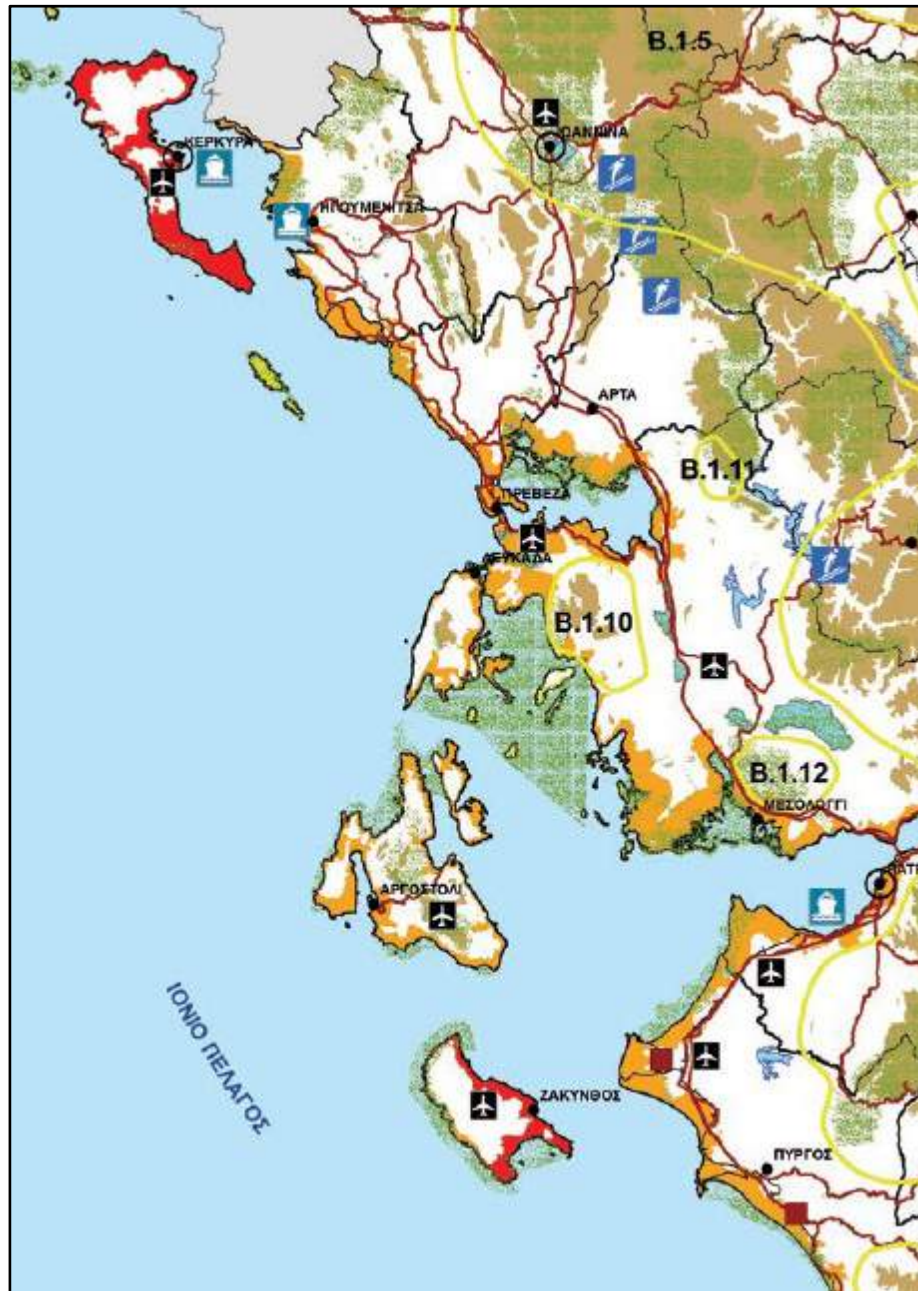 B.1.5
ΚΕΡΚΥΡΑ
ΙΩΑΝΝΙΝΑ
ΗΓΟΥΜΕΝΙΤΣΑ
ΑΡΤΑ
B.1.11
ΠΡΕΒΕΖΑ
ΛΕΥΚΑΔΑ
B.1.10
B.1.12
ΜΕΣΟΛΟΓΓΙ
ΑΡΓΟΣΤΟΛΙ
ΙΟΝΙΟ ΠΕΛΑΓΟΣ
ΖΑΚΥΝΘΟΣ
ΠΥΡΓΟΣ